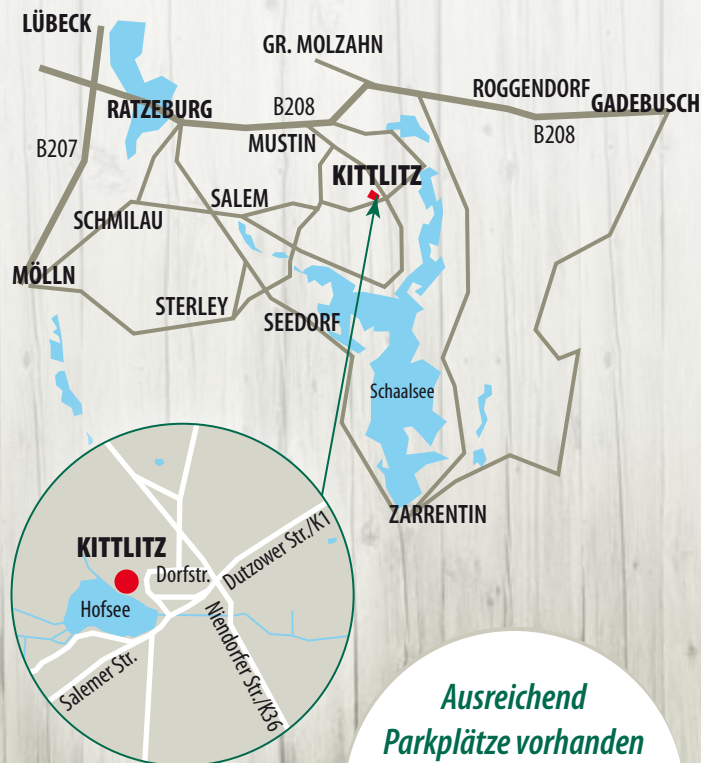 LÜBECK
GR. MOLZAHN
RATZEBURG
B208
ROGGENDORF
GADEBUSCH
B207
MUSTIN
B208
KITTLITZ
SALEM
SCHMILAU
MÖLLN
STERLEY
SEEDORF
Schaalsee
ZARRENTIN
KITTLITZ
Dorfstr.
Dutzower Str./K1
Hofsee
Niendorfer Str./K36
Salemer Str.
Ausreichend
Parkplätze vorhanden